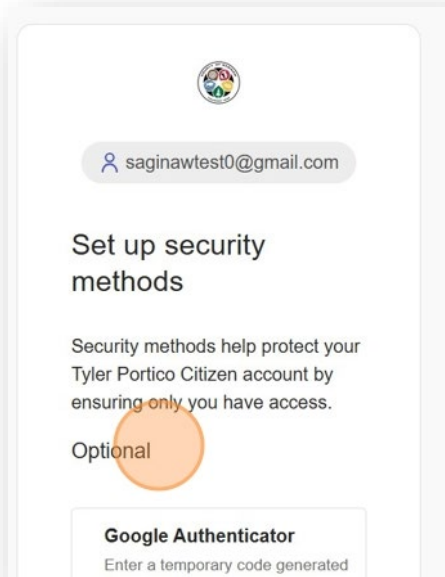 saginawtest0@gmail.com
Set up security
methods
Security methods help protect your
Tyler Portico Citizen account by
ensuring only you have access.
Optional
Google Authenticator
Enter a temporary code generated